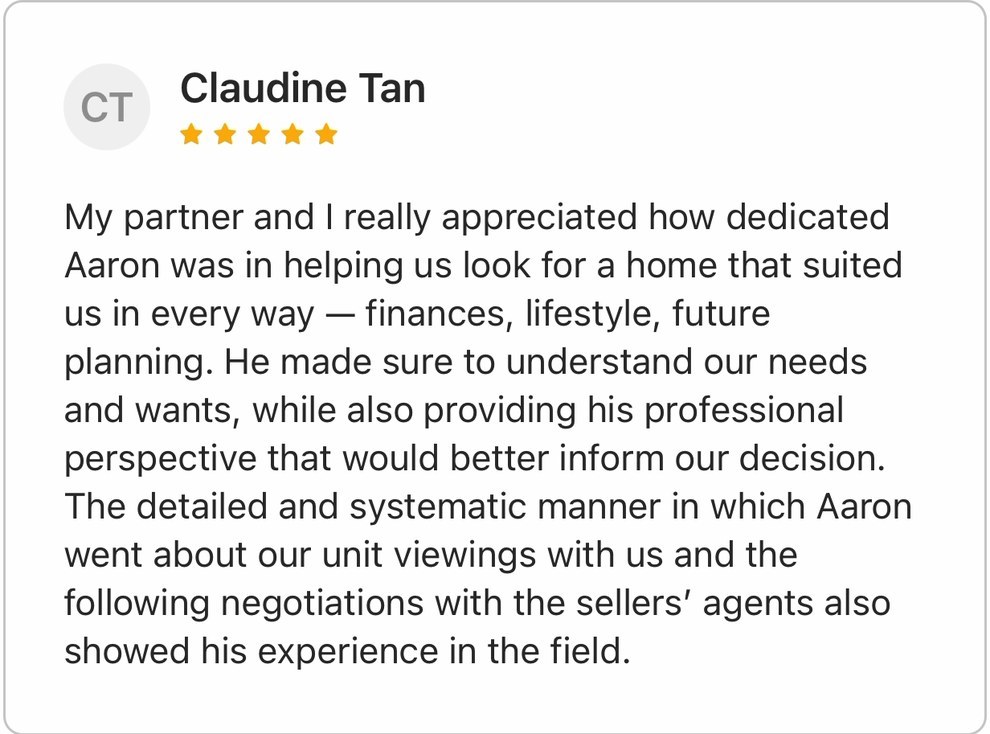 CT
Claudine Tan
My partner and I really appreciated how dedicated
Aaron was in helping us look for a home that suited
us in every way — finances, lifestyle, future
planning. He made sure to understand our needs
and wants, while also providing his professional
perspective that would better inform our decision.
The detailed and systematic manner in which Aaron
went about our unit viewings with us and the
following negotiations with the sellers’ agents also
showed his experience in the field.